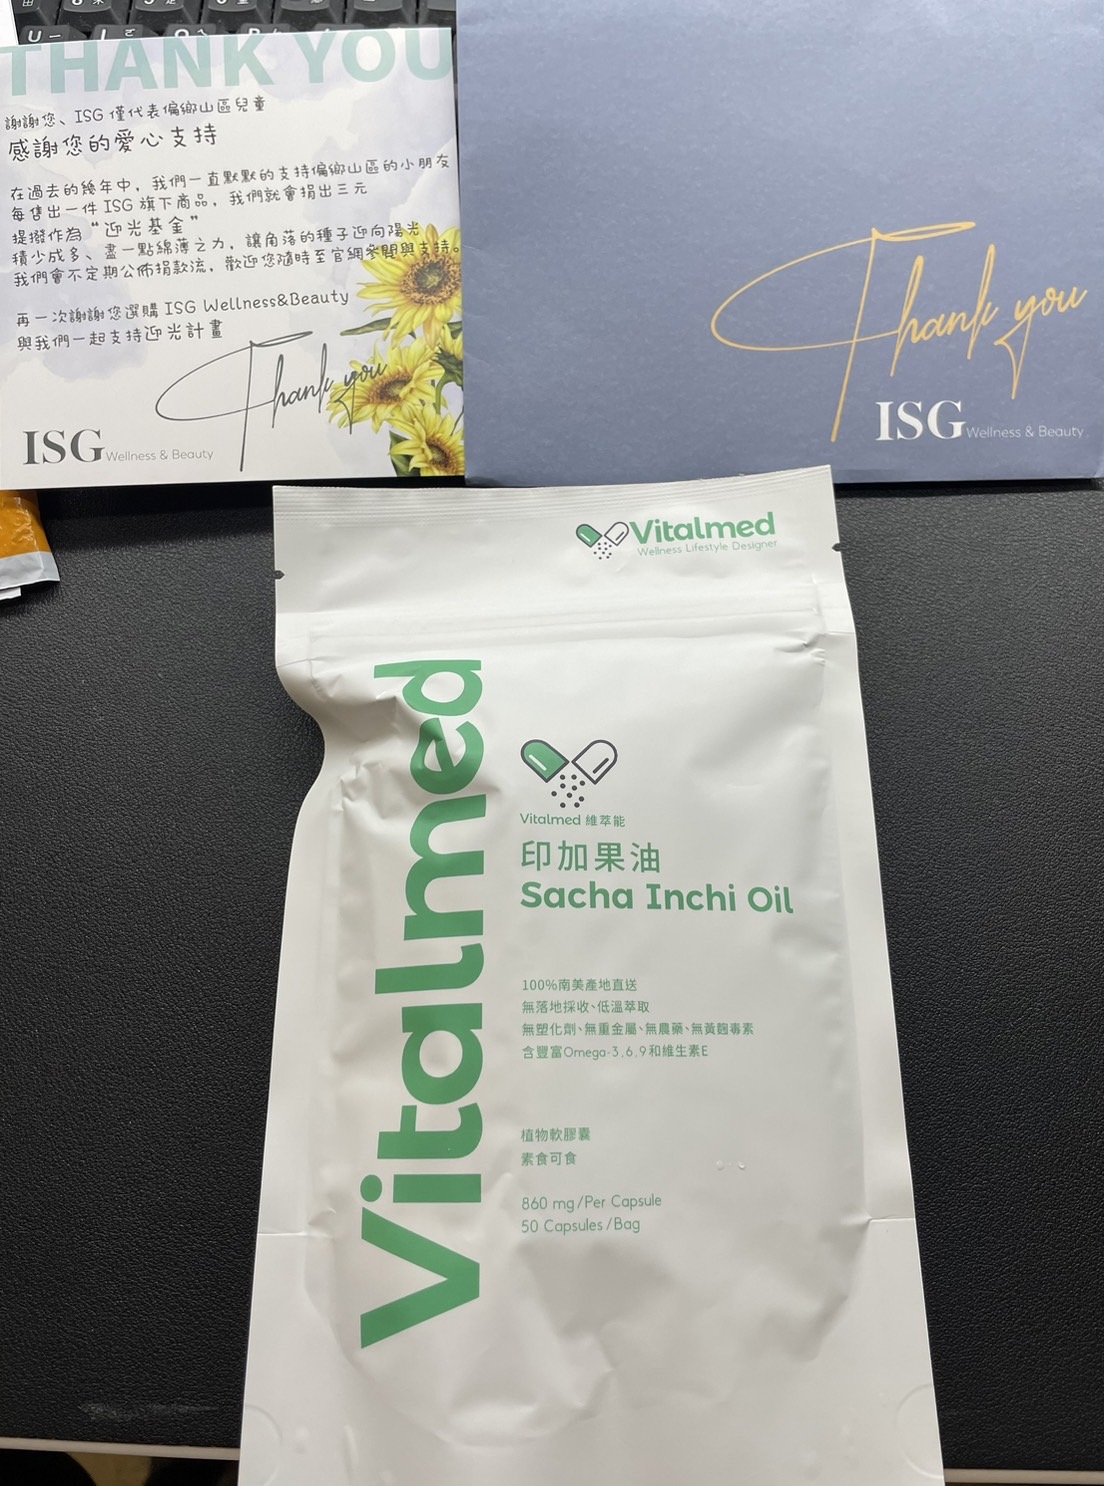 THANK YOU
謝謝您、ISG 僅代表偏鄉山區兒童
感謝您的愛心支持
在過去的幾年中，我們一直默默的支持偏鄉山區的小朋友
每售出一件 ISG 旗下商品，我們就會捐出三元
提撥作為“迎光基金”
積少成多、盡一點綿薄之力，讓角落的種子迎向陽光
我們會不定期公佈捐款流，歡迎您隨時至官網參閱與支持。
再一次謝謝您選購 ISG Wellness&Beauty
與我們一起支持迎光計畫
Thank you
ISG Wellness & Beauty
Thank you
ISG Wellness & Beauty
Vitalmed
Wellness Lifestyle Designer
Vitalmed
Vitalmed 維萃能
印加果油
Sacha Inchi Oil
100%南美產地直送
無落地採收、低溫萃取
無塑化劑、無重金屬、無農藥、無黃麴毒素
含豐富Omega-3.6.9和維生素E
植物軟膠囊
素食可食
860 mg/Per Capsule
50 Capsules/Bag